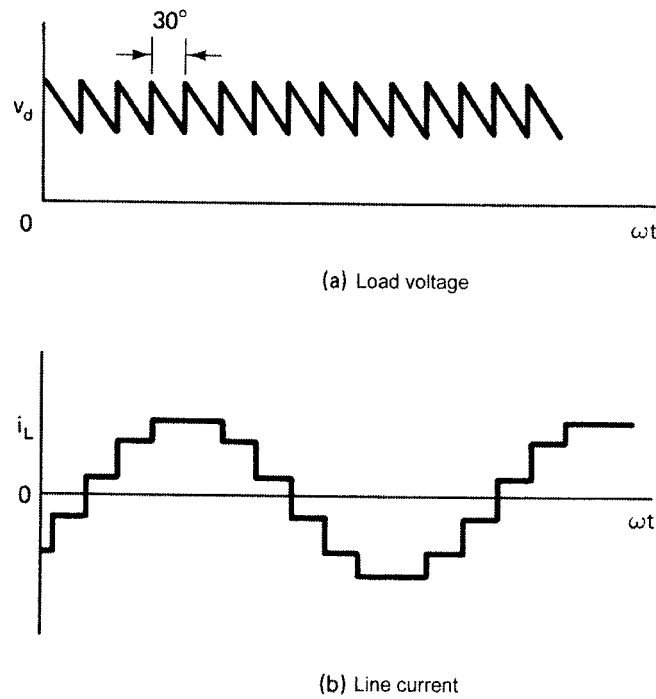 30°
v_d
0
ωt
(a) Load voltage
i_L
0
ωt
(b) Line current